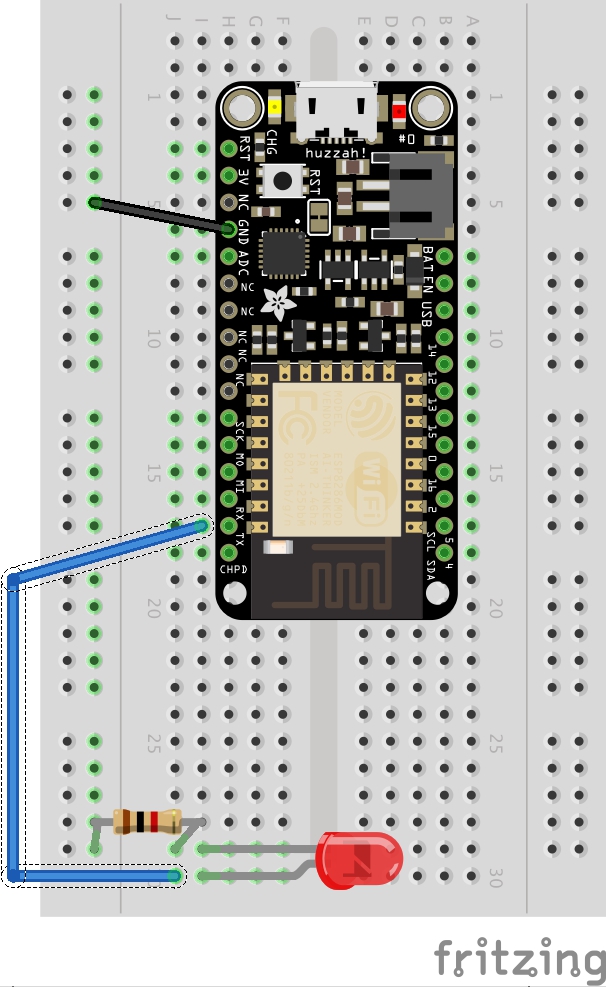 J I H G F E D C B A
1 1
huzzah!
#0
CHG
RST
RST
3V
NC
GND
ADC
NC
NC
NC
NC
NC
SCK
MO
MI
RX
TX
CHPD
BAT
EN
USB
14
12
13
15
0
16
2
5
4
SCL
SDA
FC
WiFi
5 5
10 10
15 15
20 20
25 25
30
fritzing